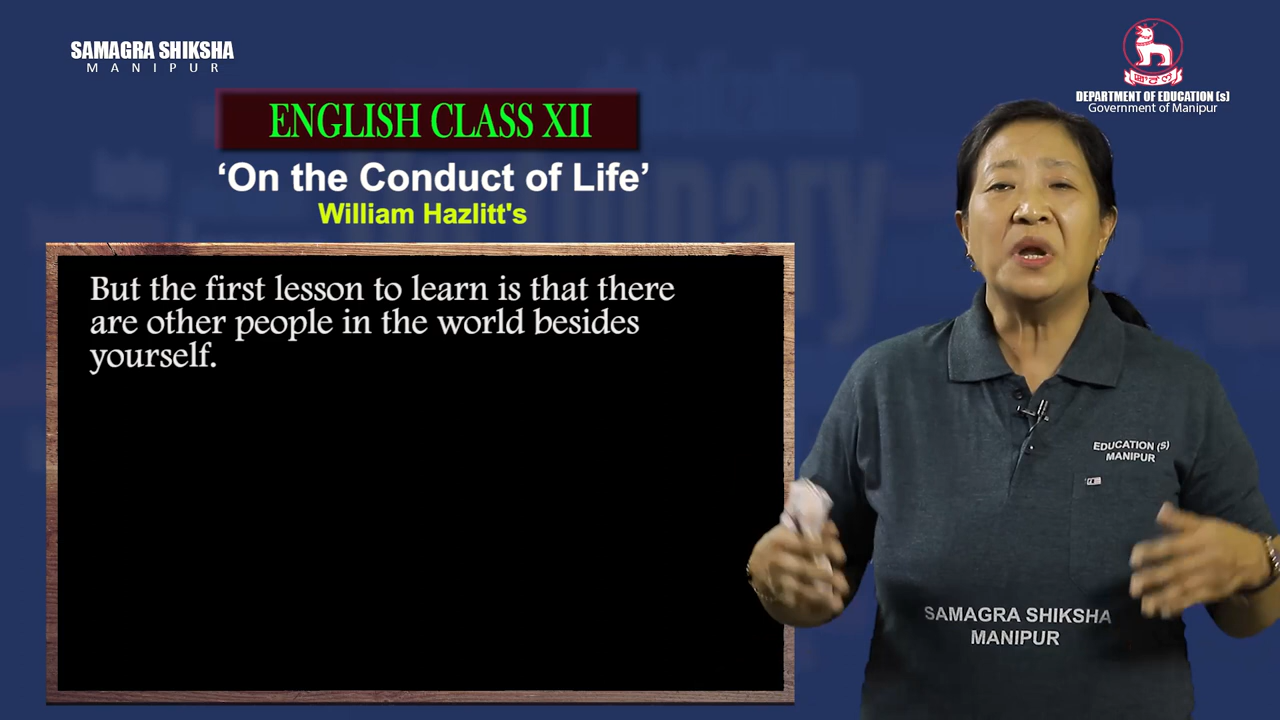 SAMAGRA SHIKSHA
MANIPUR
DEPARTMENT OF EDUCATION (s)
Government of Manipur
ENGLISH CLASS XII
‘On the Conduct of Life’
William Hazlitt's
But the first lesson to learn is that there
are other people in the world besides
yourself.
EDUCATION (S)
MANIPUR
SAMAGRA SHIKSHA
MANIPUR